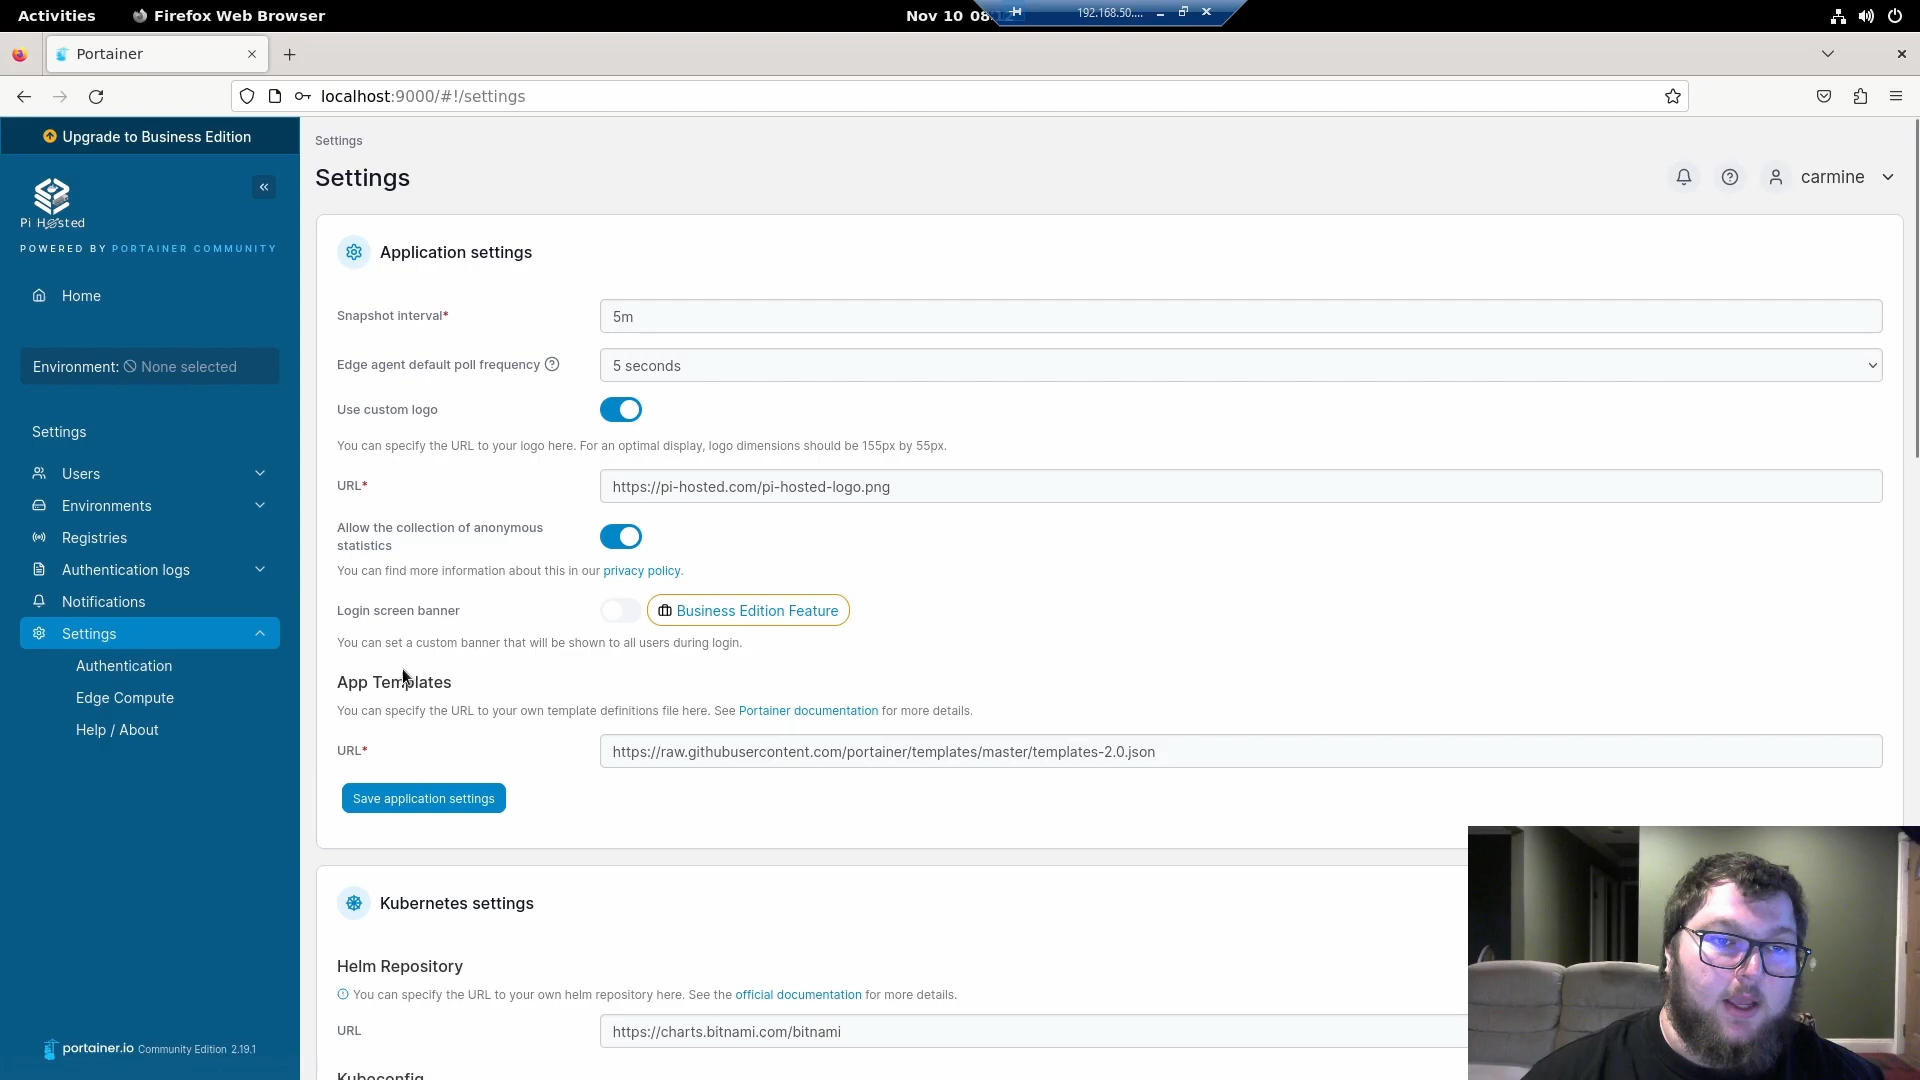 Activities
Firefox Web Browser
Nov 10 08:
192.168.50....
Portainer
localhost:9000/#!/settings
Upgrade to Business Edition
Pi Hosted
POWERED BY PORTAINER COMMUNITY
Home
Environment: None selected
Settings
Users
Environments
Registries
Authentication logs
Notifications
Settings
Authentication
Edge Compute
Help / About
portainer.io Community Edition 2.19.1
Settings
Settings
carmine
Application settings
Snapshot interval*
5m
Edge agent default poll frequency
5 seconds
Use custom logo
You can specify the URL to your logo here. For an optimal display, logo dimensions should be 155px by 55px.
URL*
https://pi-hosted.com/pi-hosted-logo.png
Allow the collection of anonymous
statistics
You can find more information about this in our privacy policy.
Login screen banner
Business Edition Feature
You can set a custom banner that will be shown to all users during login.
App Templates
You can specify the URL to your own template definitions file here. See Portainer documentation for more details.
URL*
https://raw.githubusercontent.com/portainer/templates/master/templates-2.0.json
Save application settings
Kubernetes settings
Helm Repository
You can specify the URL to your own helm repository here. See the official documentation for more details.
URL
https://charts.bitnami.com/bitnami
Kubeconfig